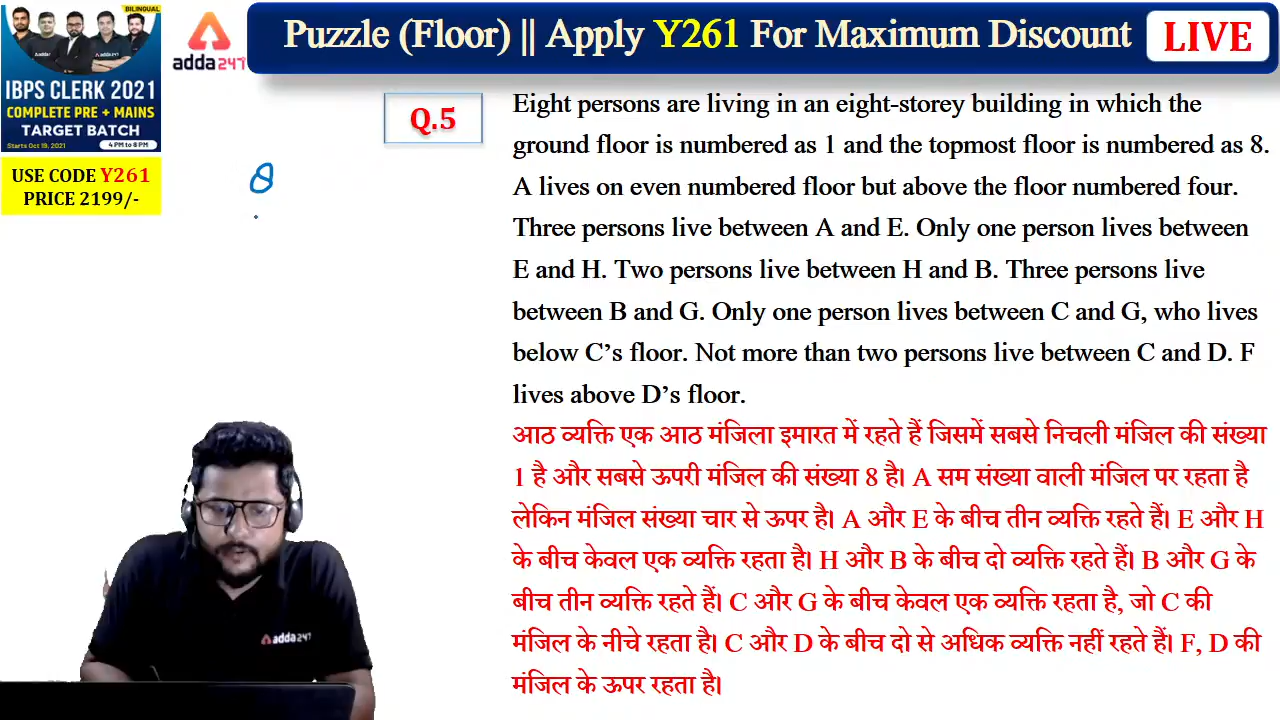 BILINGUAL
adda247
IBPS CLERK 2021
COMPLETE PRE + MAINS
TARGET BATCH
Starts Oct 19, 2021
4 PM to 8 PM
USE CODE Y261
PRICE 2199/-
Puzzle (Floor) || Apply Y261 For Maximum Discount
LIVE
Q.5
8
Eight persons are living in an eight-storey building in which the
ground floor is numbered as 1 and the topmost floor is numbered as 8.
A lives on even numbered floor but above the floor numbered four.
Three persons live between A and E. Only one person lives between
E and H. Two persons live between H and B. Three persons live
between B and G. Only one person lives between C and G, who lives
below C’s floor. Not more than two persons live between C and D. F
lives above D’s floor.
आठ व्यक्ति एक आठ मंजिला इमारत में रहते हैं जिसमें सबसे निचली मंजिल की संख्या
1 है और सबसे ऊपरी मंजिल की संख्या 8 है। A सम संख्या वाली मंजिल पर रहता है
लेकिन मंजिल संख्या चार से ऊपर है। A और E के बीच तीन व्यक्ति रहते हैं। E और H
के बीच केवल एक व्यक्ति रहता है। H और B के बीच दो व्यक्ति रहते हैं। B और G के
बीच तीन व्यक्ति रहते हैं। C और G के बीच केवल एक व्यक्ति रहता है, जो C की
मंजिल के नीचे रहता है। C और D के बीच दो से अधिक व्यक्ति नहीं रहते हैं। F, D की
मंजिल के ऊपर रहता है।
adda247